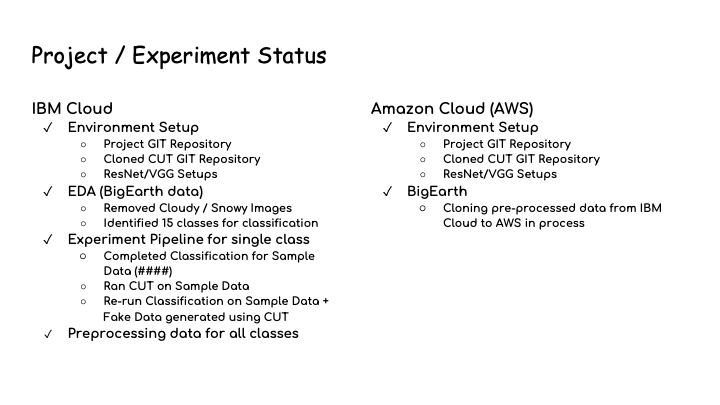 Project / Experiment Status
IBM Cloud
✓ Environment Setup
○ Project GIT Repository
○ Cloned CUT GIT Repository
○ ResNet/VGG Setups
✓ EDA (BigEarth data)
○ Removed Cloudy / Snowy Images
○ Identified 15 classes for classification
✓ Experiment Pipeline for single class
○ Completed Classification for Sample
Data (####)
○ Ran CUT on Sample Data
○ Re-run Classification on Sample Data +
Fake Data generated using CUT
✓ Preprocessing data for all classes
Amazon Cloud (AWS)
✓ Environment Setup
○ Project GIT Repository
○ Cloned CUT GIT Repository
○ ResNet/VGG Setups
✓ BigEarth
○ Cloning pre-processed data from IBM
Cloud to AWS in process